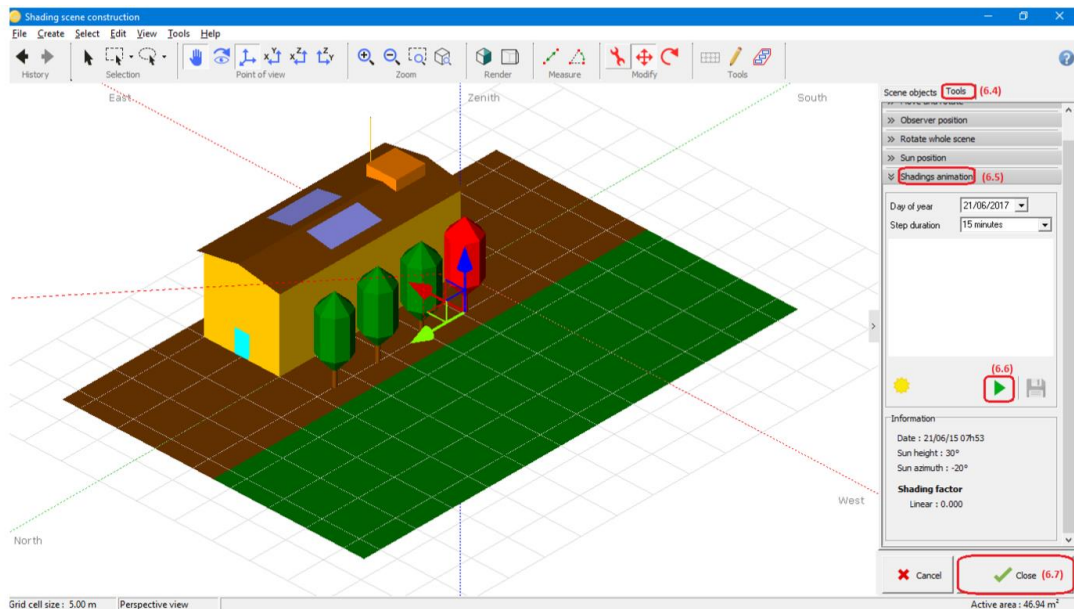 Shading scene construction
File Create Select Edit View Tools Help
History Selection Point of view Zoom Render Measure Modify Tools
East Zenith South
West
North
Scene objects Tools (6.4)
Observer position
Rotate whole scene
Sun position
Shadings animation (6.5)
Day of year 21/06/2017
Step duration 15 minutes
(6.6)
Information
Date : 21/06/15 07h53
Sun height : 30°
Sun azimuth : -20°
Shading factor
Linear : 0.000
Cancel Close (6.7)
Grid cell size : 5.00 m Perspective view Active area : 46.94 m²